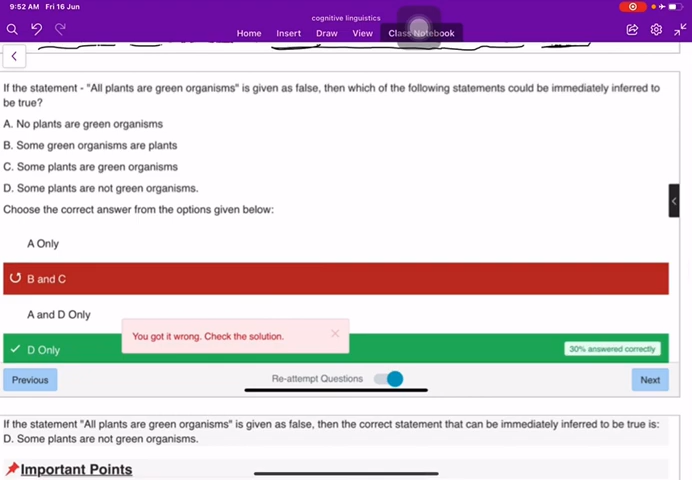 9:52 AM Fri 16 Jun
cognitive linguistics
Home Insert Draw View Class Notebook
If the statement - "All plants are green organisms" is given as false, then which of the following statements could be immediately inferred to
be true?
A. No plants are green organisms
B. Some green organisms are plants
C. Some plants are green organisms
D. Some plants are not green organisms.
Choose the correct answer from the options given below:
A Only
B and C
A and D Only
You got it wrong. Check the solution.
D Only
30% answered correctly
Previous
Re-attempt Questions
Next
If the statement "All plants are green organisms" is given as false, then the correct statement that can be immediately inferred to be true is:
D. Some plants are not green organisms.
Important Points